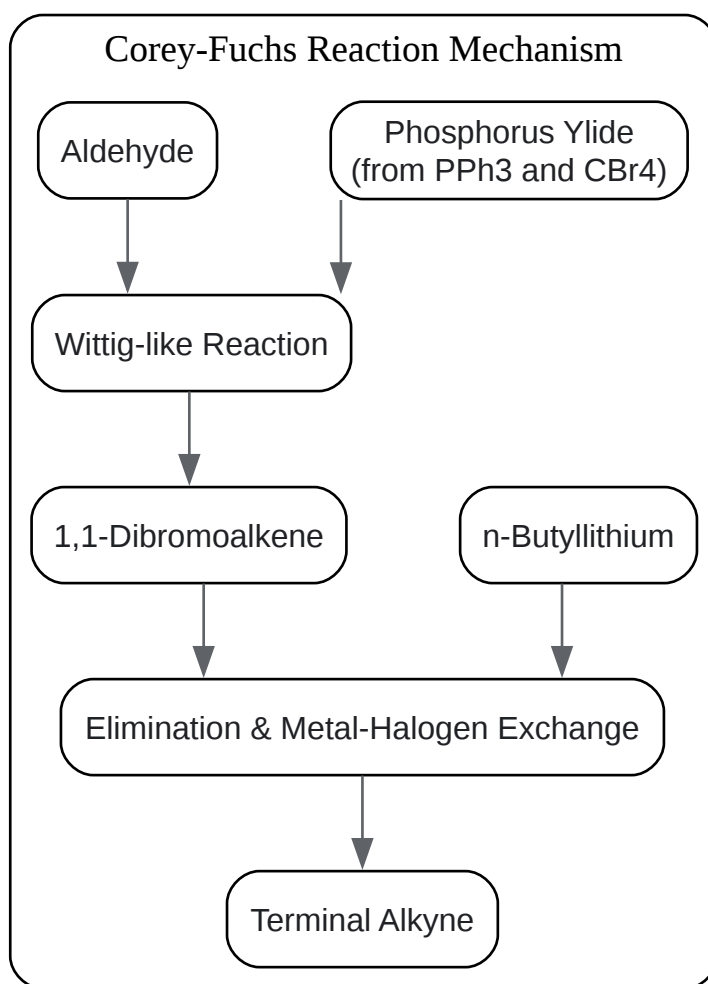 Corey-Fuchs Reaction Mechanism
Aldehyde
Phosphorus Ylide
(from PPh3 and CBr4)
Wittig-like Reaction
1,1-Dibromoalkene
n-Butyllithium
Elimination & Metal-Halogen Exchange
Terminal Alkyne